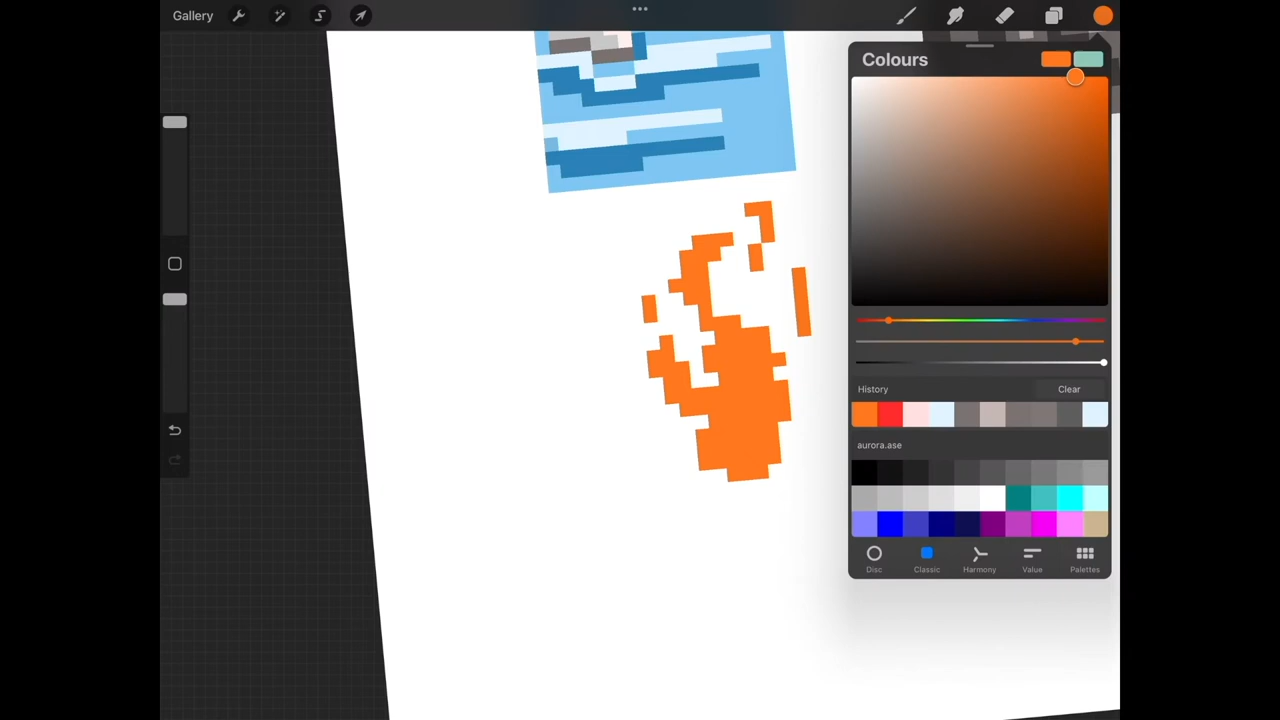 Gallery
Colours
History
Clear
aurora.ase
Disc
Classic
Harmony
Value
Palettes